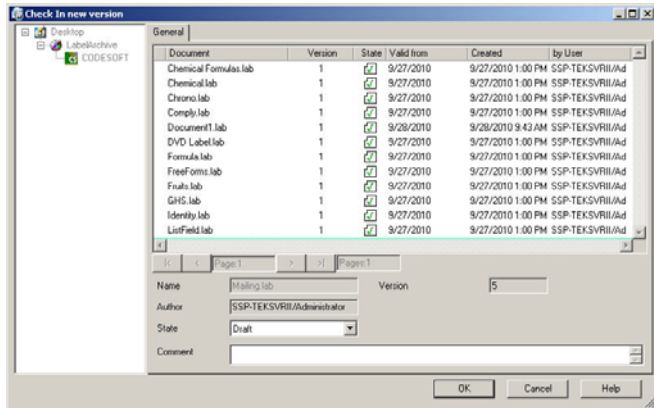 Check In new version
Desktop
LabelArchive
CODESOFT
General
Document Version State Valid from Created by User
Chemical Formulas.lab 1 9/27/2010 9/27/2010 1:00 PM SSP-TEKSVRII/Ad
Chemical.lab 1 9/27/2010 9/27/2010 1:00 PM SSP-TEKSVRII/Ad
Chrono.lab 1 9/27/2010 9/27/2010 1:00 PM SSP-TEKSVRII/Ad
Comply.lab 1 9/27/2010 9/27/2010 1:00 PM SSP-TEKSVRII/Ad
Document1.lab 1 9/28/2010 9/28/2010 9:43 AM SSP-TEKSVRII/Ad
DVD Label.lab 1 9/27/2010 9/27/2010 1:00 PM SSP-TEKSVRII/Ad
Formula.lab 1 9/27/2010 9/27/2010 1:00 PM SSP-TEKSVRII/Ad
FreeForms.lab 1 9/27/2010 9/27/2010 1:00 PM SSP-TEKSVRII/Ad
Fruits.lab 1 9/27/2010 9/27/2010 1:00 PM SSP-TEKSVRII/Ad
GHS.lab 1 9/27/2010 9/27/2010 1:00 PM SSP-TEKSVRII/Ad
Identity.lab 1 9/27/2010 9/27/2010 1:00 PM SSP-TEKSVRII/Ad
ListField.lab 1 9/27/2010 9/27/2010 1:00 PM SSP-TEKSVRII/Ad
Page:1 Pages:1
Name Mailing.lab Version 5
Author SSP-TEKSVRII/Administrator
State Draft
Comment
OK Cancel Help